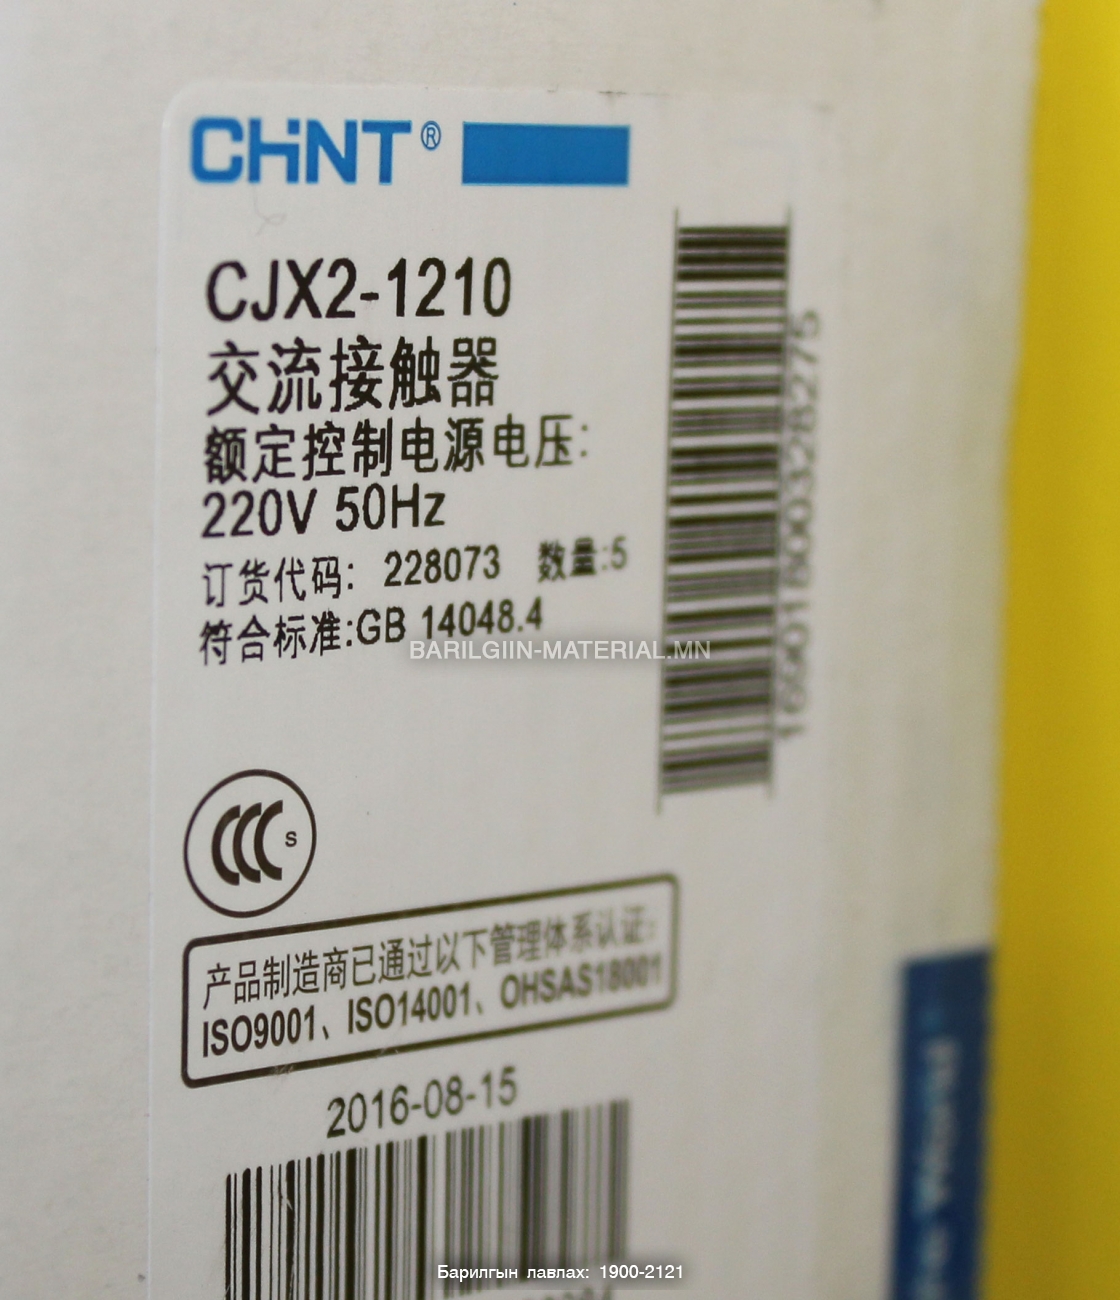 CHNT®
CJX2-1210
交流接触器
额定控制电源电压:
220V 50Hz
订货代码: 228073 数量:5
符合标准:GB 14048.4
BARILGIIN-MATERIAL.MN
CCC S
产品制造商已通过以下管理体系认证:
ISO9001、ISO14001、OHSAS18001
2016-08-15
Барилгын лавлах: 1900-2121